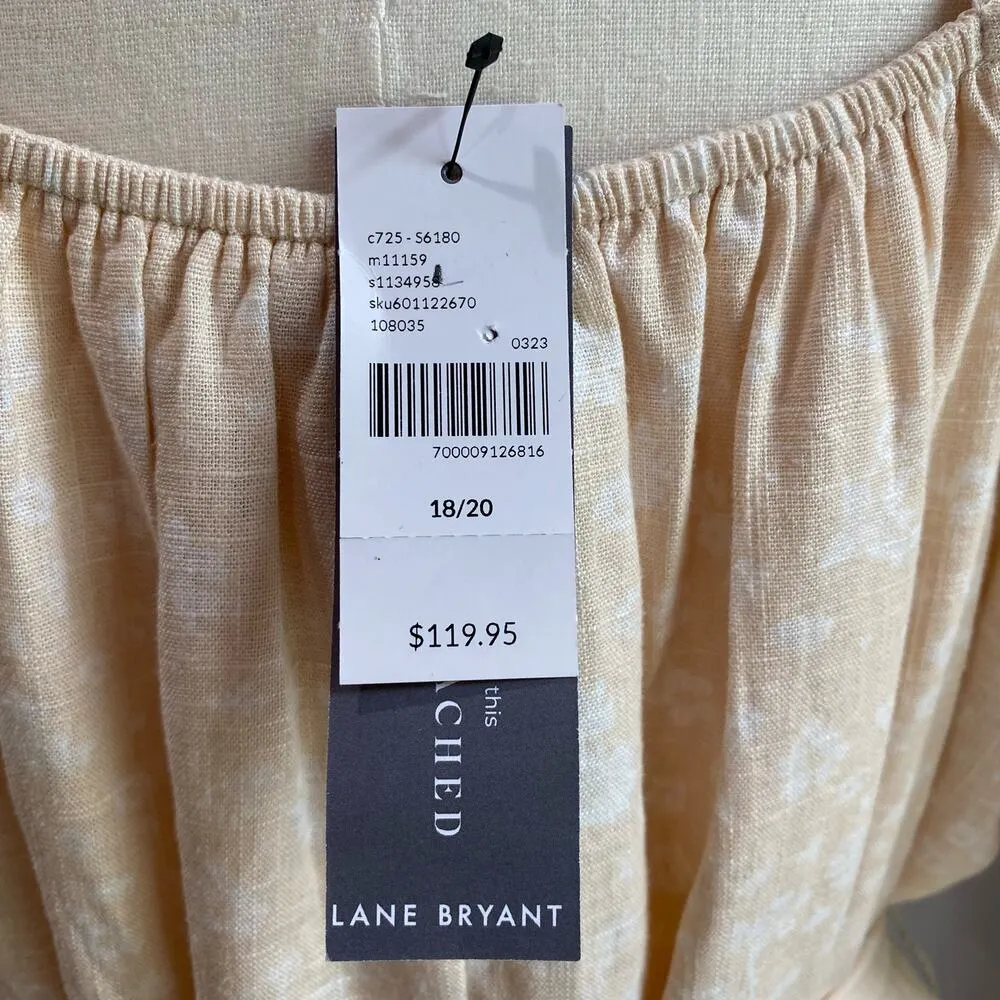 c725 - S6180
m11159
s1134958
sku601122670
108035
0323
700009126816
18/20
$119.95
this
ACHED
LANE BRYANT